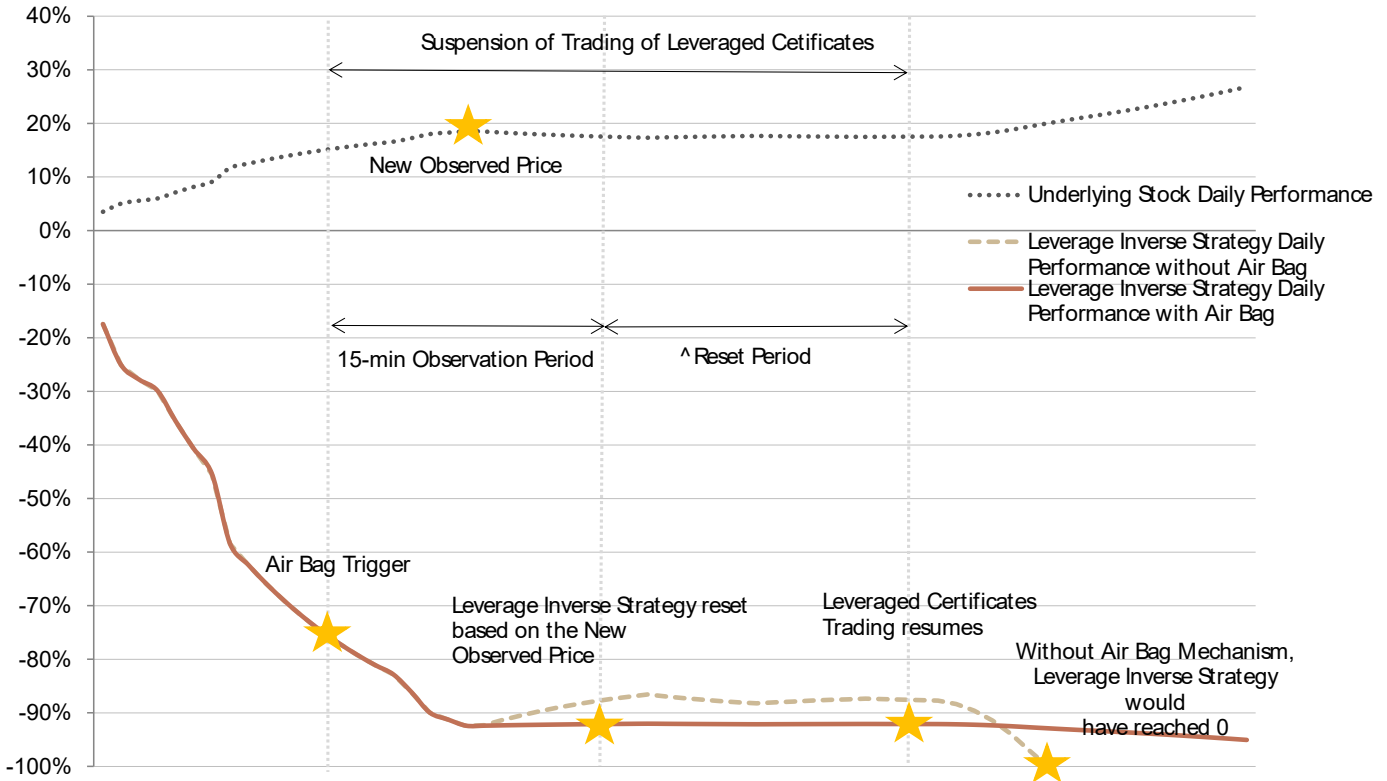 40%
Suspension of Trading of Leveraged Cetificates
30%
20%
New Observed Price
10%
Underlying Stock Daily Performance
0%
Leverage Inverse Strategy Daily
Performance without Air Bag
-10%
Leverage Inverse Strategy Daily
Performance with Air Bag
-20%
15-min Observation Period
^ Reset Period
-30%
-40%
-50%
-60%
Air Bag Trigger
-70%
Leverage Inverse Strategy reset
based on the New
Observed Price
Leveraged Certificates
Trading resumes
-80%
Without Air Bag Mechanism,
Leverage Inverse Strategy
would
have reached 0
-90%
-100%